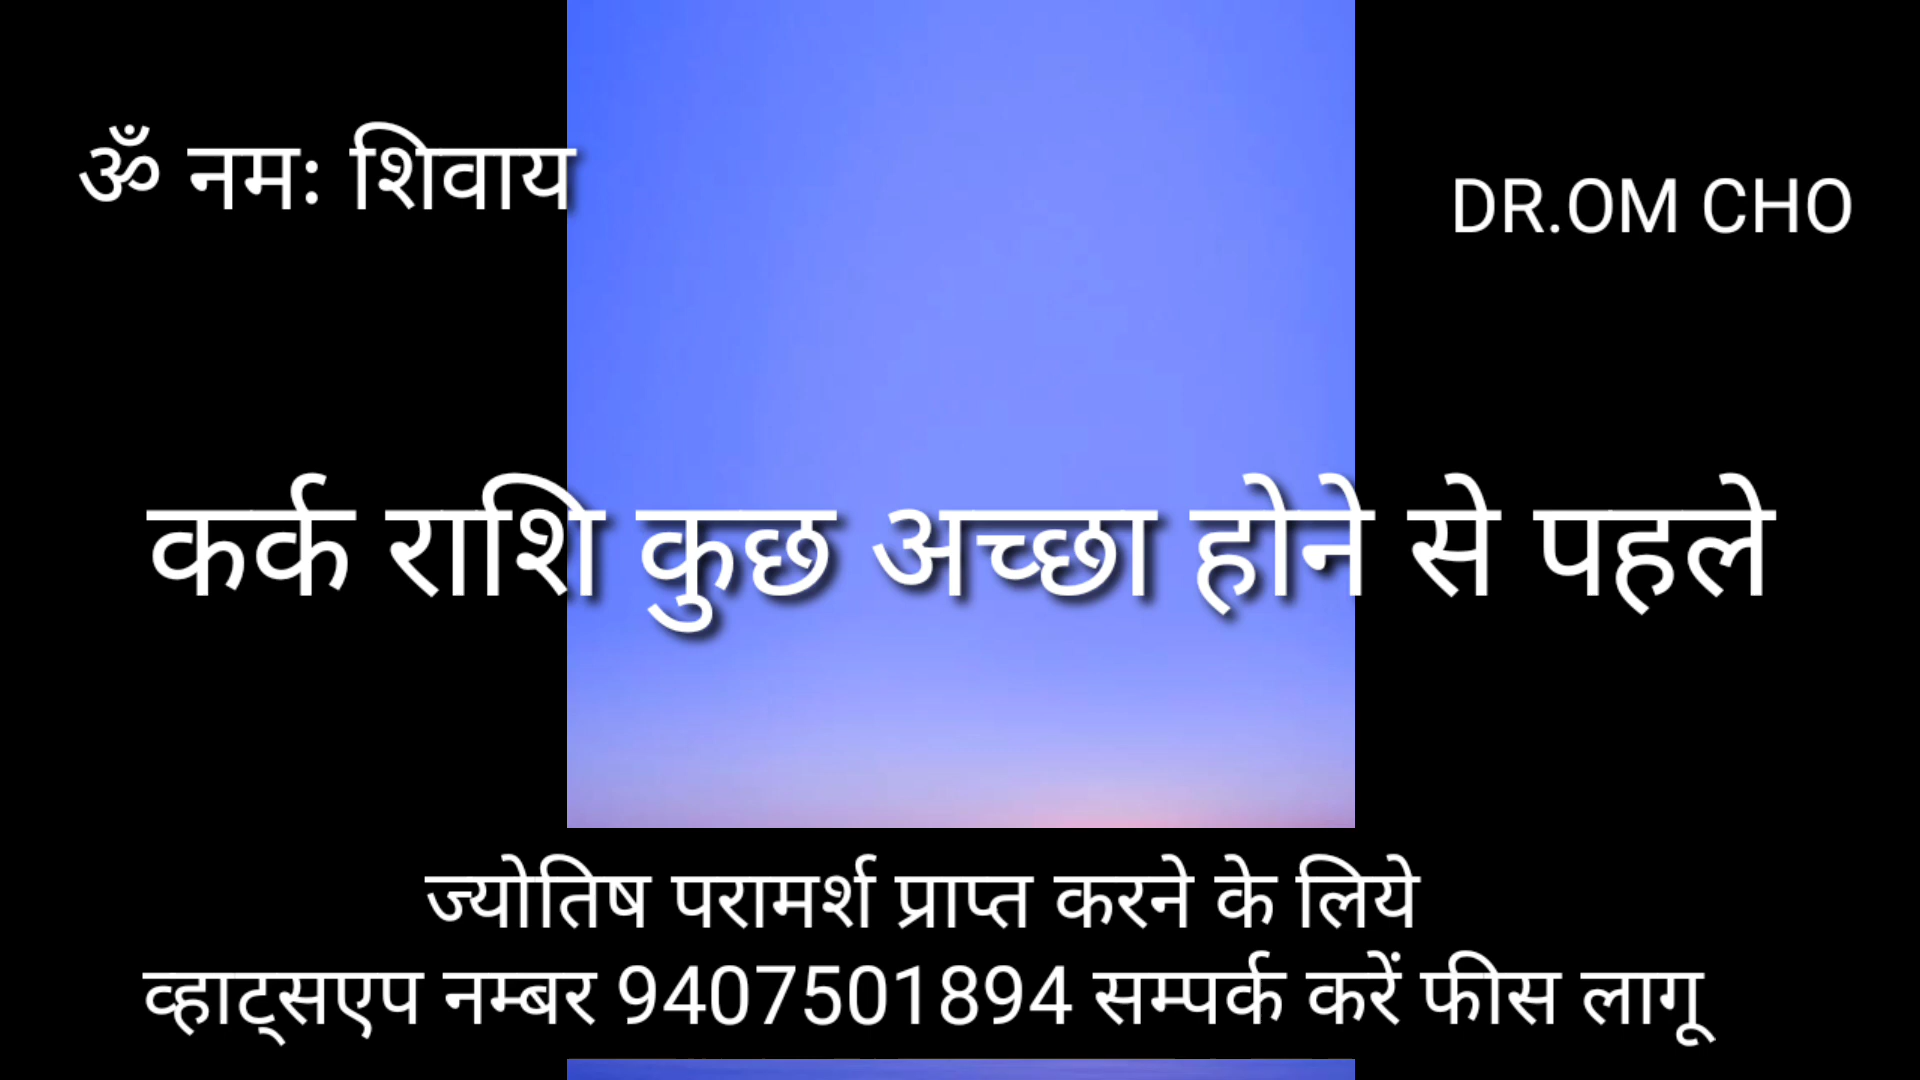 ॐ नमः शिवाय
DR.OM CHO
कर्क राशि कुछ अच्छा होने से पहले
ज्योतिष परामर्श प्राप्त करने के लिये
व्हाट्सएप नम्बर 9407501894 सम्पर्क करें फीस लागू